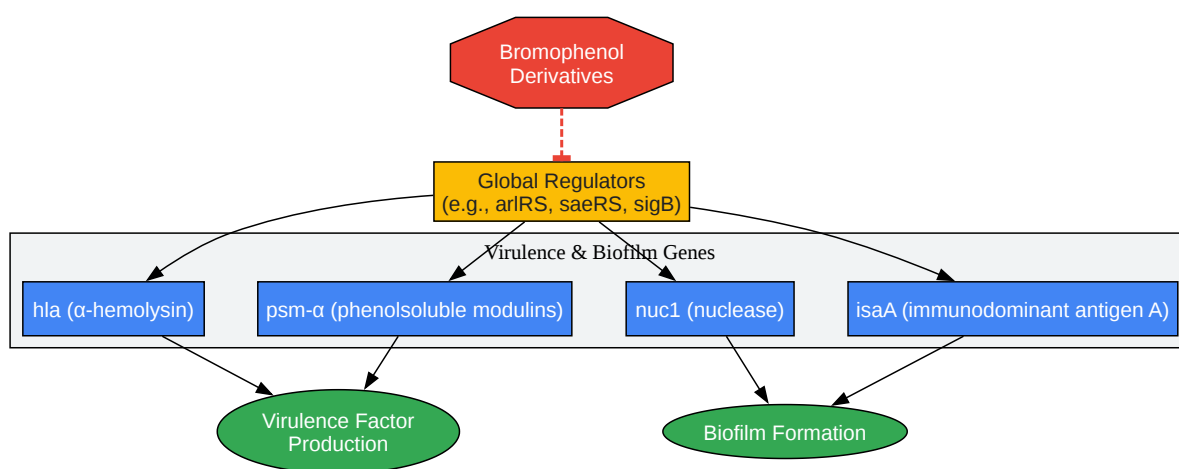 Bromophenol
Derivatives
Global Regulators
(e.g., arlRS, saeRS, sigB)
Virulence & Biofilm Genes
hla (α-hemolysin)
psm-α (phenolsoluble modulins)
nuc1 (nuclease)
isaA (immunodominant antigen A)
Virulence Factor
Production
Biofilm Formation